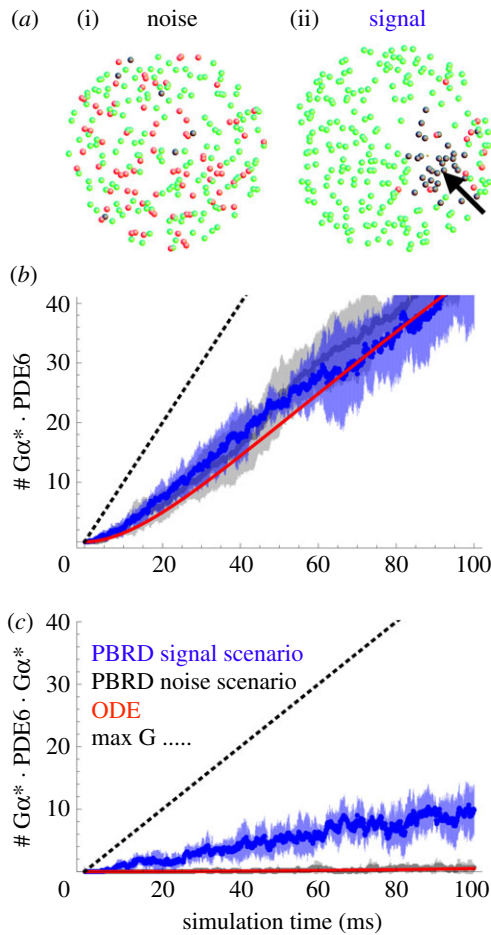 (a) (i) noise (ii) signal
(b)
40
30
20
10
0
# Gα* · PDE6
0 20 40 60 80 100
(c)
40
30
20
10
0
# Gα* · PDE6 · Gα*
PBRD signal scenario
PBRD noise scenario
ODE
max G .....
0 20 40 60 80 100
simulation time (ms)